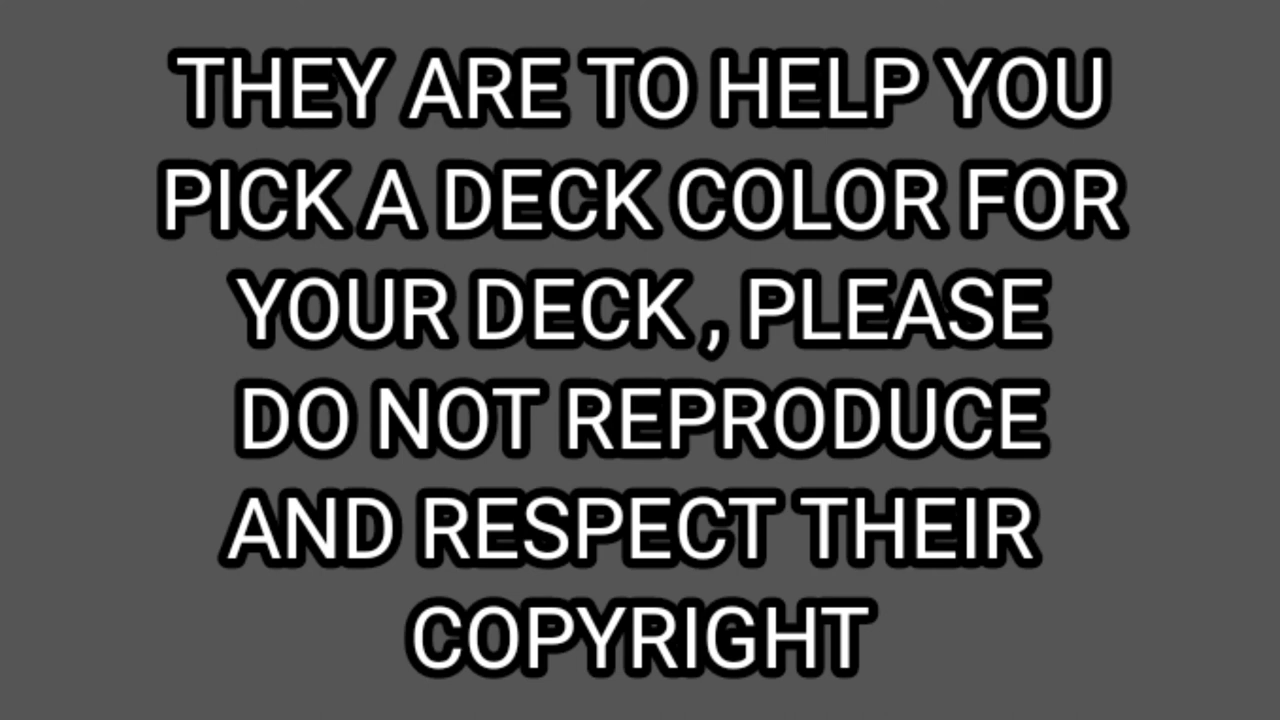 THEY ARE TO HELP YOU
PICK A DECK COLOR FOR
YOUR DECK , PLEASE
DO NOT REPRODUCE
AND RESPECT THEIR
COPYRIGHT